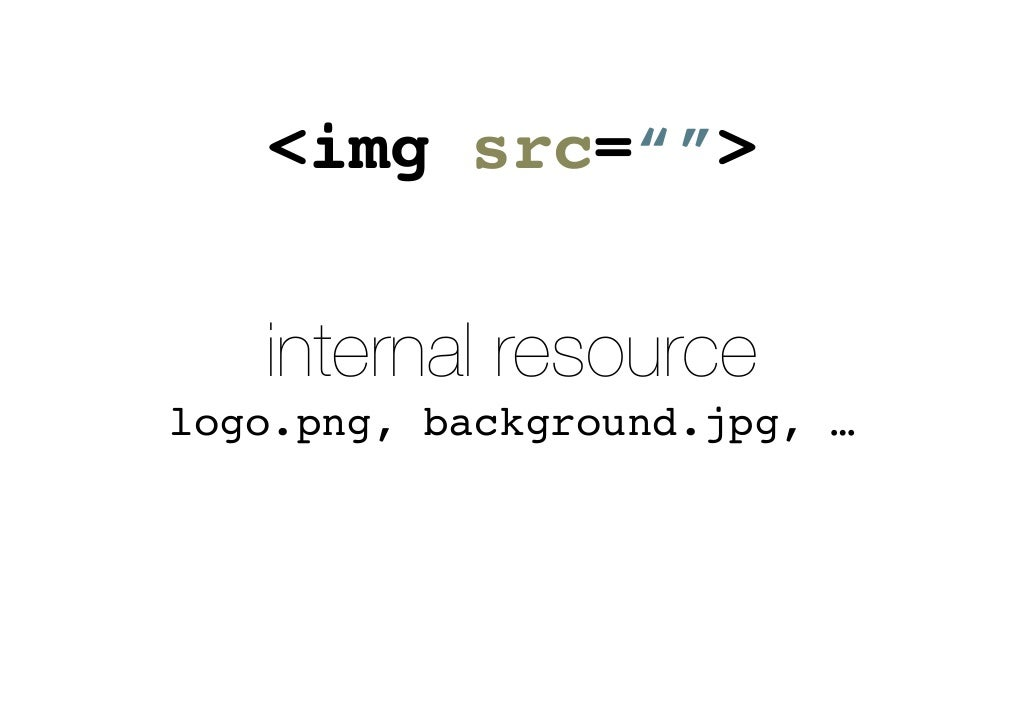 <img src=“”>
internal resource
logo.png, background.jpg, …